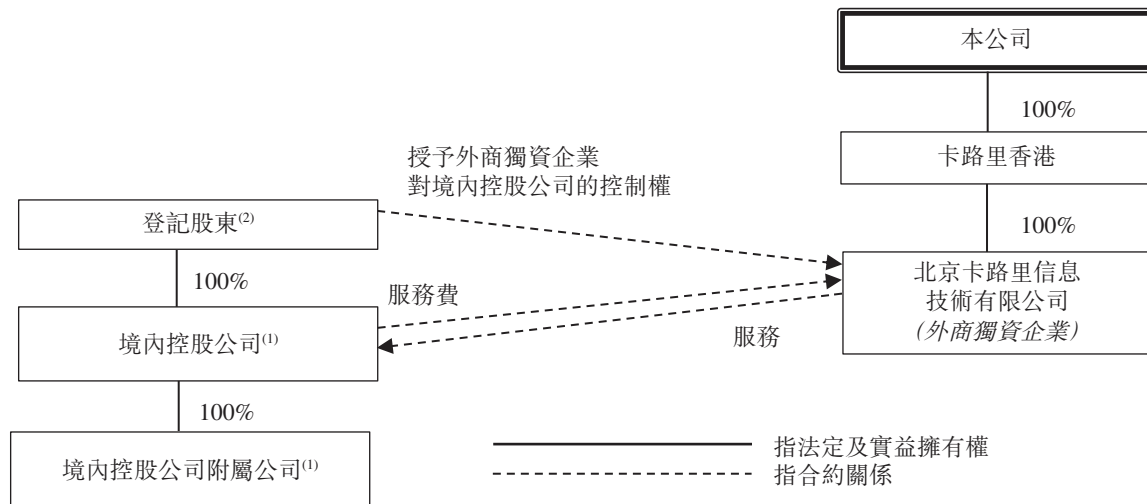 本公司
100%
卡路里香港
授予外商獨資企業
對境內控股公司的控制權
登記股東(2)
100%
100%
北京卡路里信息
技術有限公司
(外商獨資企業)
服務費
境內控股公司(1)
服務
100%
境內控股公司附屬公司(1)
指法定及實益擁有權
指合約關係